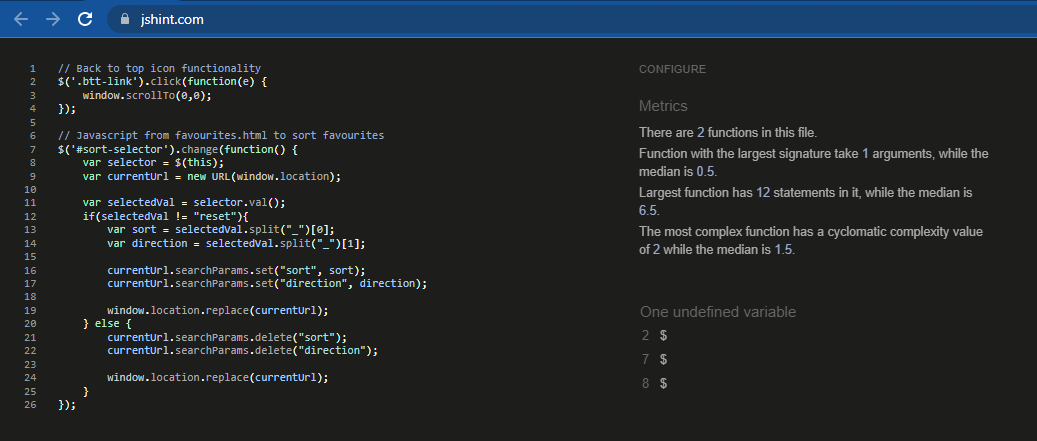 jshint.com
1 // Back to top icon functionality
2 $('.btt-link').click(function(e) {
3     window.scrollTo(0,0);
4 });
5
6 // Javascript from favourites.html to sort favourites
7 $('#sort-selector').change(function() {
8     var selector = $(this);
9     var currentUrl = new URL(window.location);
10
11     var selectedVal = selector.val();
12     if(selectedVal != "reset"){
13         var sort = selectedVal.split("_")[0];
14         var direction = selectedVal.split("_")[1];
15
16         currentUrl.searchParams.set("sort", sort);
17         currentUrl.searchParams.set("direction", direction);
18
19         window.location.replace(currentUrl);
20     } else {
21         currentUrl.searchParams.delete("sort");
22         currentUrl.searchParams.delete("direction");
23
24         window.location.replace(currentUrl);
25     }
26 });
CONFIGURE
Metrics
There are 2 functions in this file.
Function with the largest signature take 1 arguments, while the
median is 0.5.
Largest function has 12 statements in it, while the median is
6.5.
The most complex function has a cyclomatic complexity value
of 2 while the median is 1.5.
One undefined variable
2 $
7 $
8 $